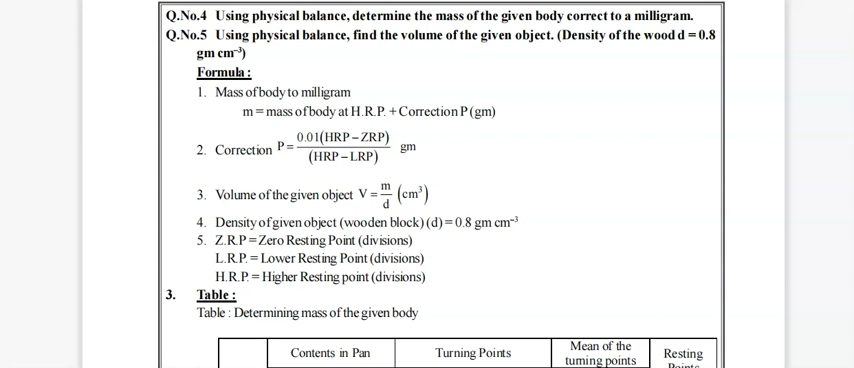 Q.No.4 Using physical balance, determine the mass of the given body correct to a milligram.
Q.No.5 Using physical balance, find the volume of the given object. (Density of the wood d = 0.8
gm cm⁻³)
Formula :
1. Mass of body to milligram
m = mass of body at H.R.P. + Correction P (gm)
2. Correction P = 0.01(HRP – ZRP) / (HRP – LRP) gm
3. Volume of the given object V = m/d (cm³)
4. Density of given object (wooden block) (d) = 0.8 gm cm⁻³
5. Z.R.P = Zero Resting Point (divisions)
L.R.P. = Lower Resting Point (divisions)
H.R.P. = Higher Resting point (divisions)
3. Table :
Table : Determining mass of the given body
Contents in Pan Turning Points Mean of the turning points Resting Points